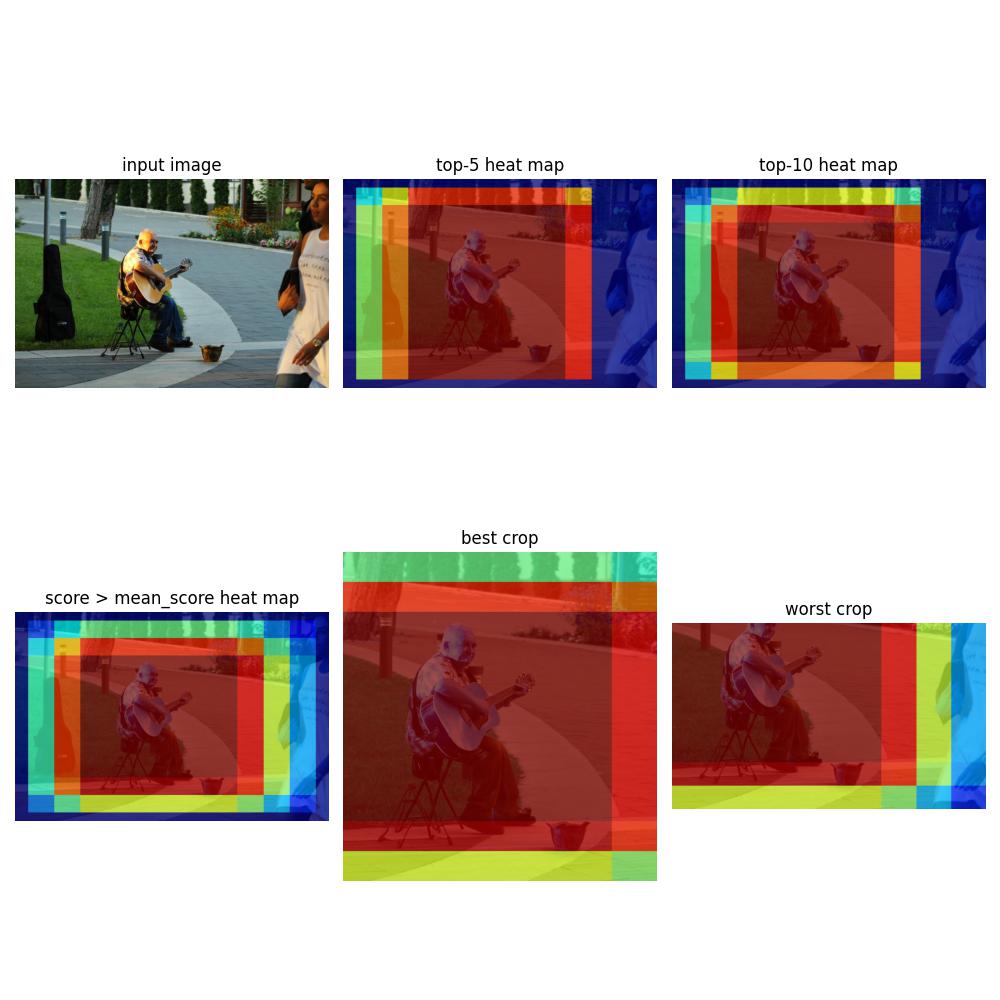 input image
top-5 heat map
top-10 heat map
score > mean_score heat map
best crop
worst crop